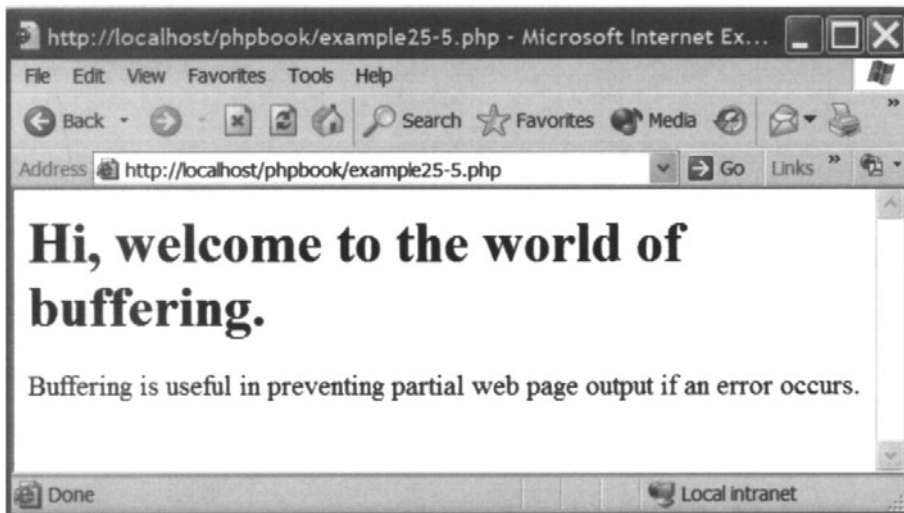 http://localhost/phpbook/example25-5.php - Microsoft Internet Ex...
File Edit View Favorites Tools Help
Back Search Favorites Media »
Address http://localhost/phpbook/example25-5.php Go Links »
Hi, welcome to the world of
buffering.
Buffering is useful in preventing partial web page output if an error occurs.
Done Local intranet